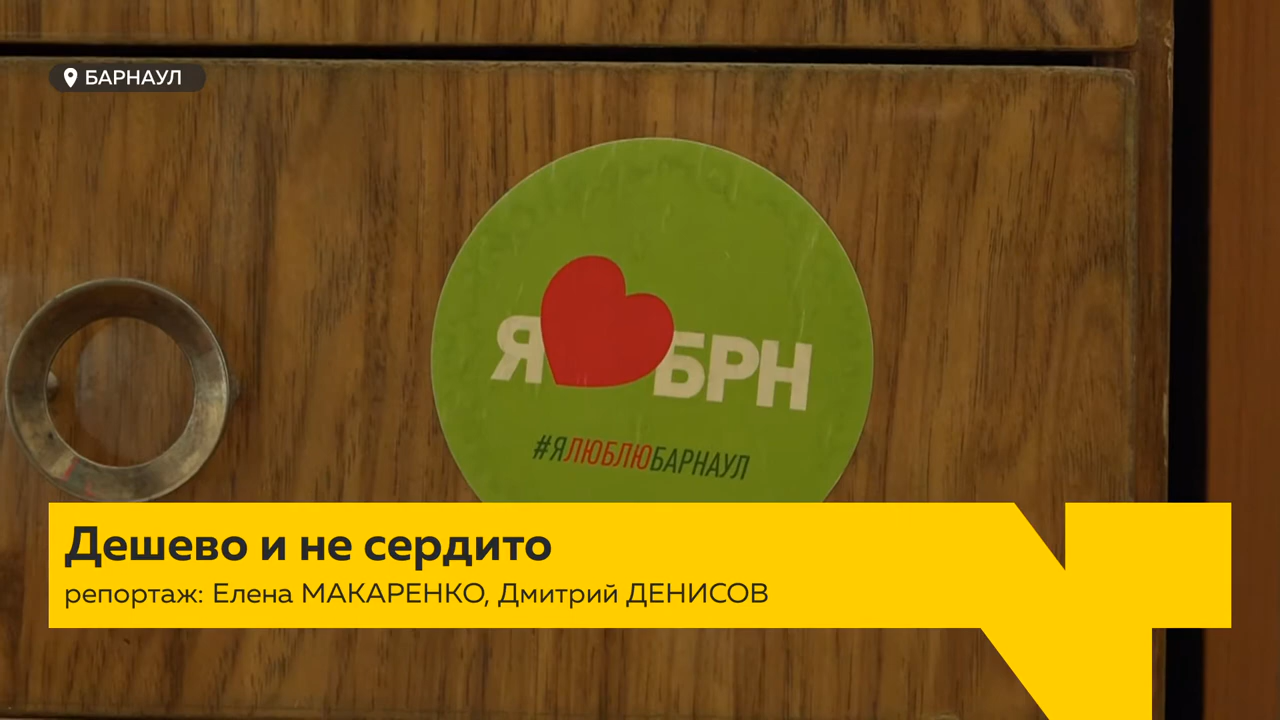 БАРНАУЛ
Я БРН
#ЯЛЮБЛЮБАРНАУЛ
Дешево и не сердито
репортаж: Елена МАКАРЕНКО, Дмитрий ДЕНИСОВ